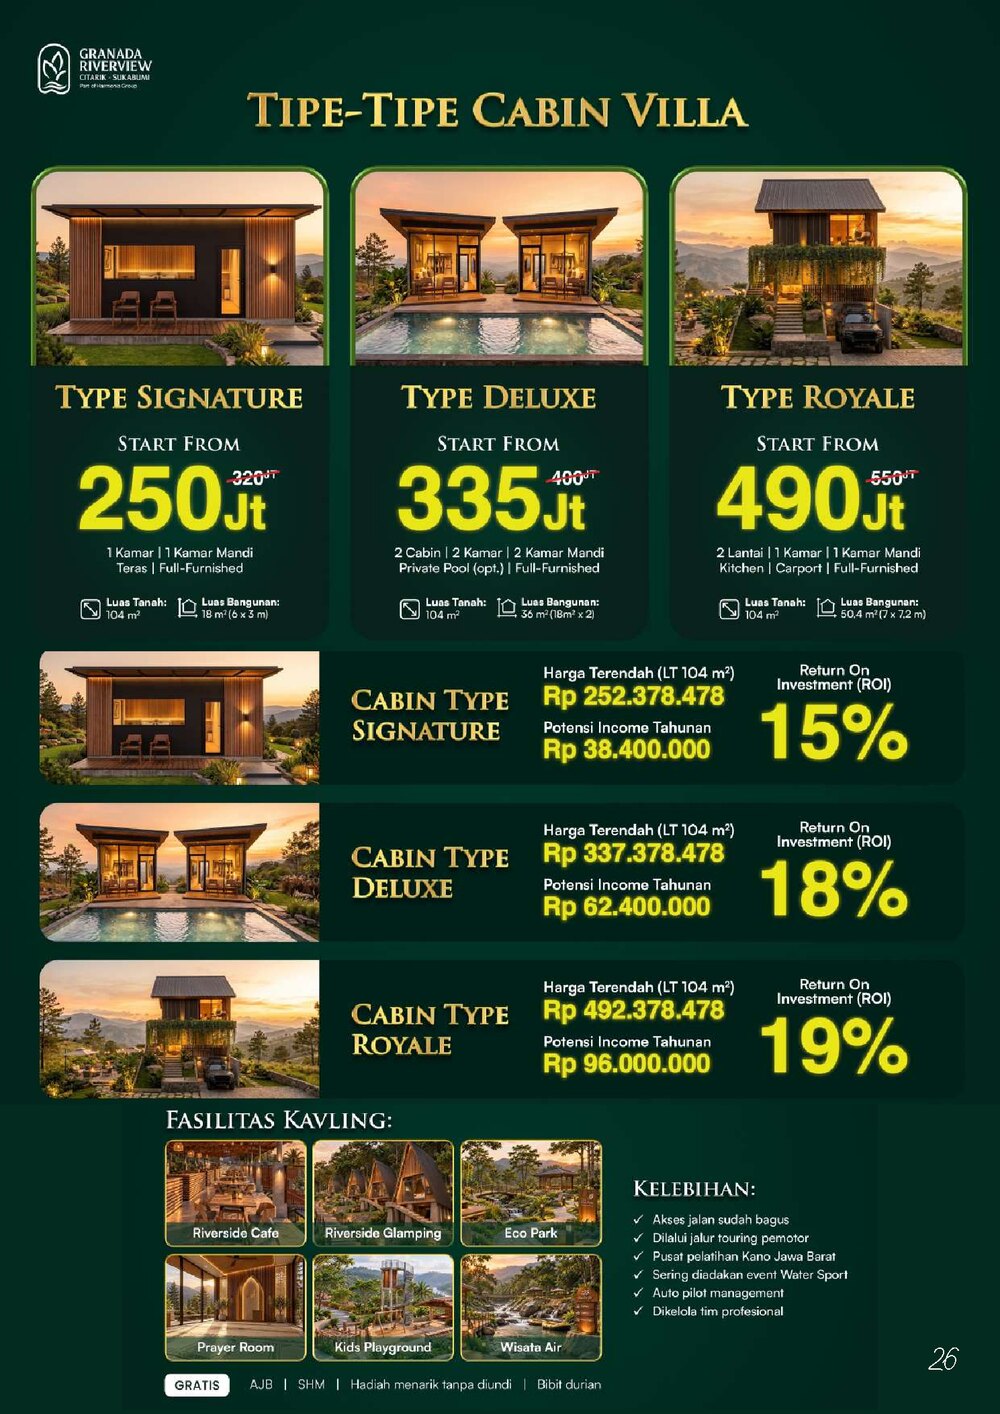 GRANADA
RIVERVIEW
CITARIK - SUKABUMI
Part of Harmonia Group
TIPE-TIPE CABIN VILLA
TYPE SIGNATURE
START FROM
320JT
250Jt
1 Kamar | 1 Kamar Mandi
Teras | Full-Furnished
Luas Tanah:
104 m²
Luas Bangunan:
18 m² (6 x 3 m)
TYPE DELUXE
START FROM
400JT
335Jt
2 Cabin | 2 Kamar | 2 Kamar Mandi
Private Pool (opt.) | Full-Furnished
Luas Tanah:
104 m²
Luas Bangunan:
36 m² (18m² x 2)
TYPE ROYALE
START FROM
550JT
490Jt
2 Lantai | 1 Kamar | 1 Kamar Mandi
Kitchen | Carport | Full-Furnished
Luas Tanah:
104 m²
Luas Bangunan:
50,4 m² (7 x 7.2 m)
CABIN TYPE
SIGNATURE
Harga Terendah (LT 104 m²)
Rp 252.378.478
Potensi Income Tahunan
Rp 38.400.000
Return On
Investment (ROI)
15%
CABIN TYPE
DELUXE
Harga Terendah (LT 104 m²)
Rp 337.378.478
Potensi Income Tahunan
Rp 62.400.000
Return On
Investment (ROI)
18%
CABIN TYPE
ROYALE
Harga Terendah (LT 104 m²)
Rp 492.378.478
Potensi Income Tahunan
Rp 96.000.000
Return On
Investment (ROI)
19%
FASILITAS KAVLING:
Riverside Cafe
Riverside Glamping
Eco Park
Prayer Room
Kids Playground
Wisata Air
KELEBIHAN:
✓ Akses jalan sudah bagus
✓ Dilalui jalur touring pemotor
✓ Pusat pelatihan Kano Jawa Barat
✓ Sering diadakan event Water Sport
✓ Auto pilot management
✓ Dikelola tim profesional
GRATIS AJB | SHM | Hadiah menarik tanpa diundi | Bibit durian
26